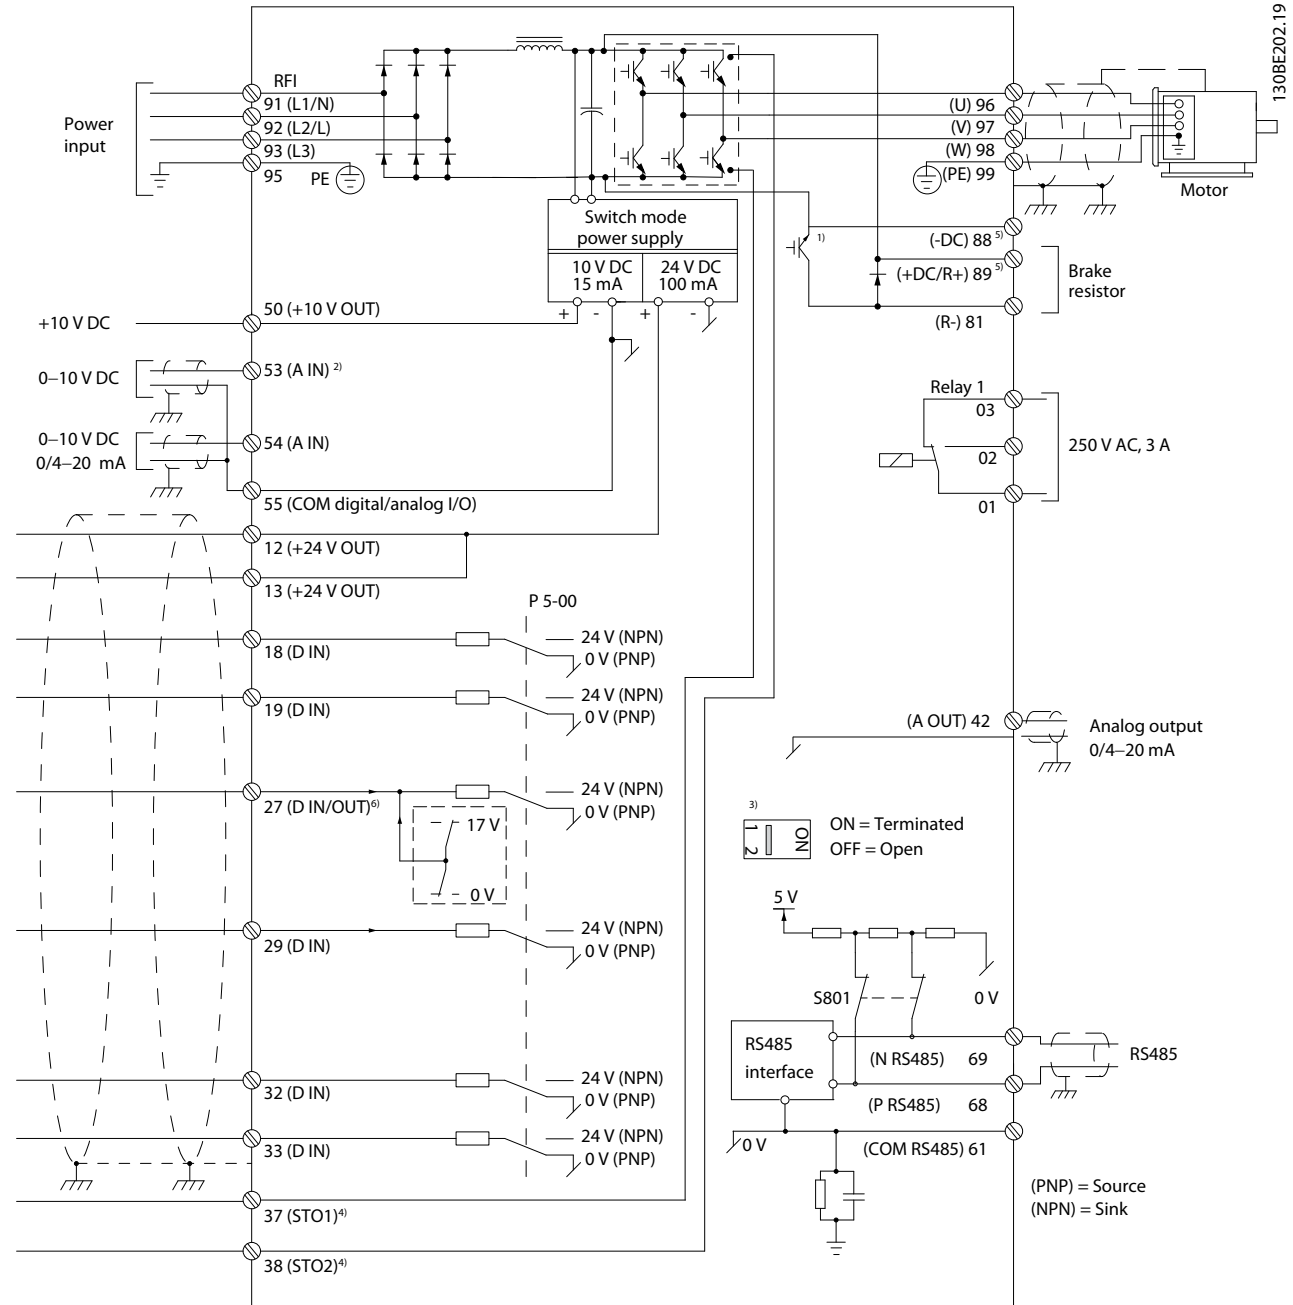 130BE202.19
RFI
91 (L1/N)
92 (L2/L)
93 (L3)
95
PE
Power
input
(U) 96
(V) 97
(W) 98
(PE) 99
Motor
Switch mode
power supply
10 V DC
15 mA
24 V DC
100 mA
+ - + -
1)
(-DC) 88 5)
(+DC/R+) 89 5)
(R-) 81
Brake
resistor
+10 V DC
50 (+10 V OUT)
0–10 V DC
53 (A IN) 2)
0–10 V DC
0/4–20 mA
54 (A IN)
55 (COM digital/analog I/O)
12 (+24 V OUT)
13 (+24 V OUT)
Relay 1
03
02
01
250 V AC, 3 A
P 5-00
18 (D IN)
24 V (NPN)
0 V (PNP)
19 (D IN)
24 V (NPN)
0 V (PNP)
27 (D IN/OUT)6)
24 V (NPN)
0 V (PNP)
17 V
0 V
29 (D IN)
24 V (NPN)
0 V (PNP)
32 (D IN)
24 V (NPN)
0 V (PNP)
33 (D IN)
24 V (NPN)
0 V (PNP)
37 (STO1)4)
38 (STO2)4)
(A OUT) 42
Analog output
0/4–20 mA
3)
1 2 ON
ON = Terminated
OFF = Open
5 V
S801
0 V
RS485
interface
(N RS485) 69
(P RS485) 68
RS485
0 V
(COM RS485) 61
(PNP) = Source
(NPN) = Sink